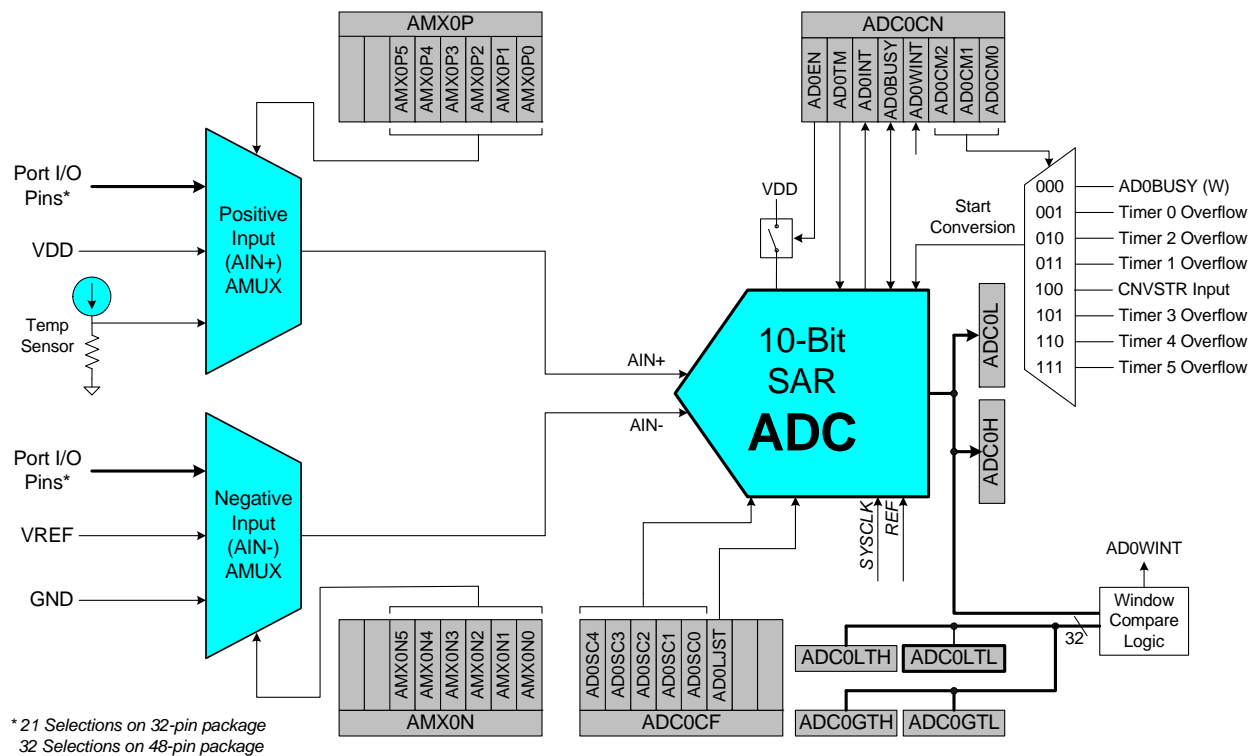 AMX0P
AMX0P5
AMX0P4
AMX0P3
AMX0P2
AMX0P1
AMX0P0
ADC0CN
AD0EN
AD0TM
AD0INT
AD0BUSY
AD0WINT
AD0CM2
AD0CM1
AD0CM0
Port I/O
Pins*
VDD
Temp
Sensor
Positive
Input
(AIN+)
AMUX
VDD
Start
Conversion
000
AD0BUSY (W)
001
Timer 0 Overflow
010
Timer 2 Overflow
011
Timer 1 Overflow
100
CNVSTR Input
101
Timer 3 Overflow
110
Timer 4 Overflow
111
Timer 5 Overflow
AIN+
AIN-
10-Bit
SAR
ADC
ADC0L
ADC0H
Port I/O
Pins*
VREF
GND
Negative
Input
(AIN-)
AMUX
SYSCLK
REF
AD0WINT
Window
Compare
Logic
32
AMX0N5
AMX0N4
AMX0N3
AMX0N2
AMX0N1
AMX0N0
AMX0N
AD0SC4
AD0SC3
AD0SC2
AD0SC1
AD0SC0
AD0LJST
ADC0CF
ADC0LTH
ADC0LTL
ADC0GTH
ADC0GTL
* 21 Selections on 32-pin package
32 Selections on 48-pin package